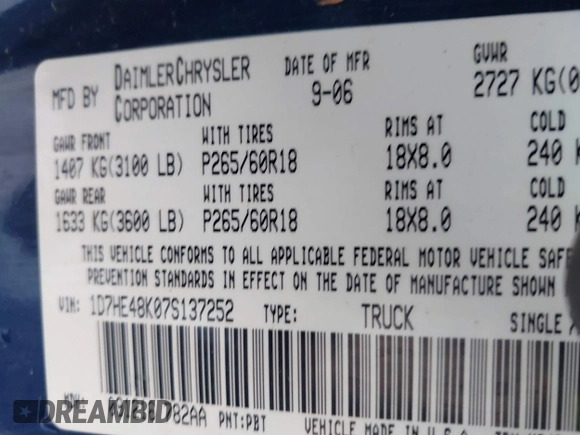 MFD BY DAIMLERCHRYSLER CORPORATION DATE OF MFR 9-06 GVWR 2727 KG(
GAWR FRONT WITH TIRES RIMS AT COLD
1407 KG(3100 LB) P265/60R18 18X8.0 240
GAWR REAR WITH TIRES RIMS AT COLD
1633 KG(3600 LB) P265/60R18 18X8.0 240
THIS VEHICLE CONFORMS TO ALL APPLICABLE FEDERAL MOTOR VEHICLE SAFE
PREVENTION STANDARDS IN EFFECT ON THE DATE OF MANUFACTURE SHOWN
VIN: 1D7HE48K07S137252 TYPE: TRUCK SINGLE
782AA PNT:PBT VEHICLE MADE IN U.S.A
DREAMBID.COM